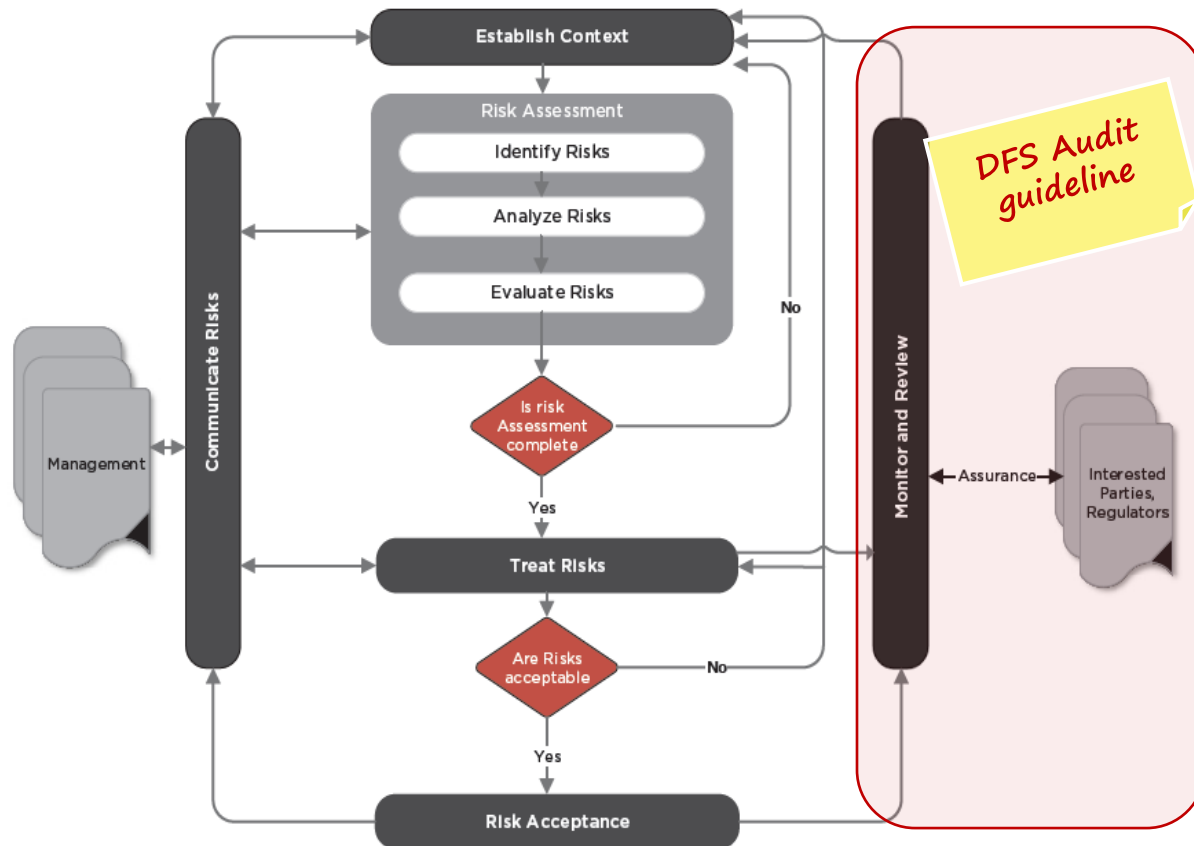 Establish Context
Risk Assessment
Identify Risks
Analyze Risks
Evaluate Risks
No
Is risk
Assessment
complete
Yes
Treat Risks
Are Risks
acceptable
No
Yes
Risk Acceptance
Communicate Risks
Management
Monitor and Review
DFS Audit
guideline
Assurance
Interested
Parties,
Regulators